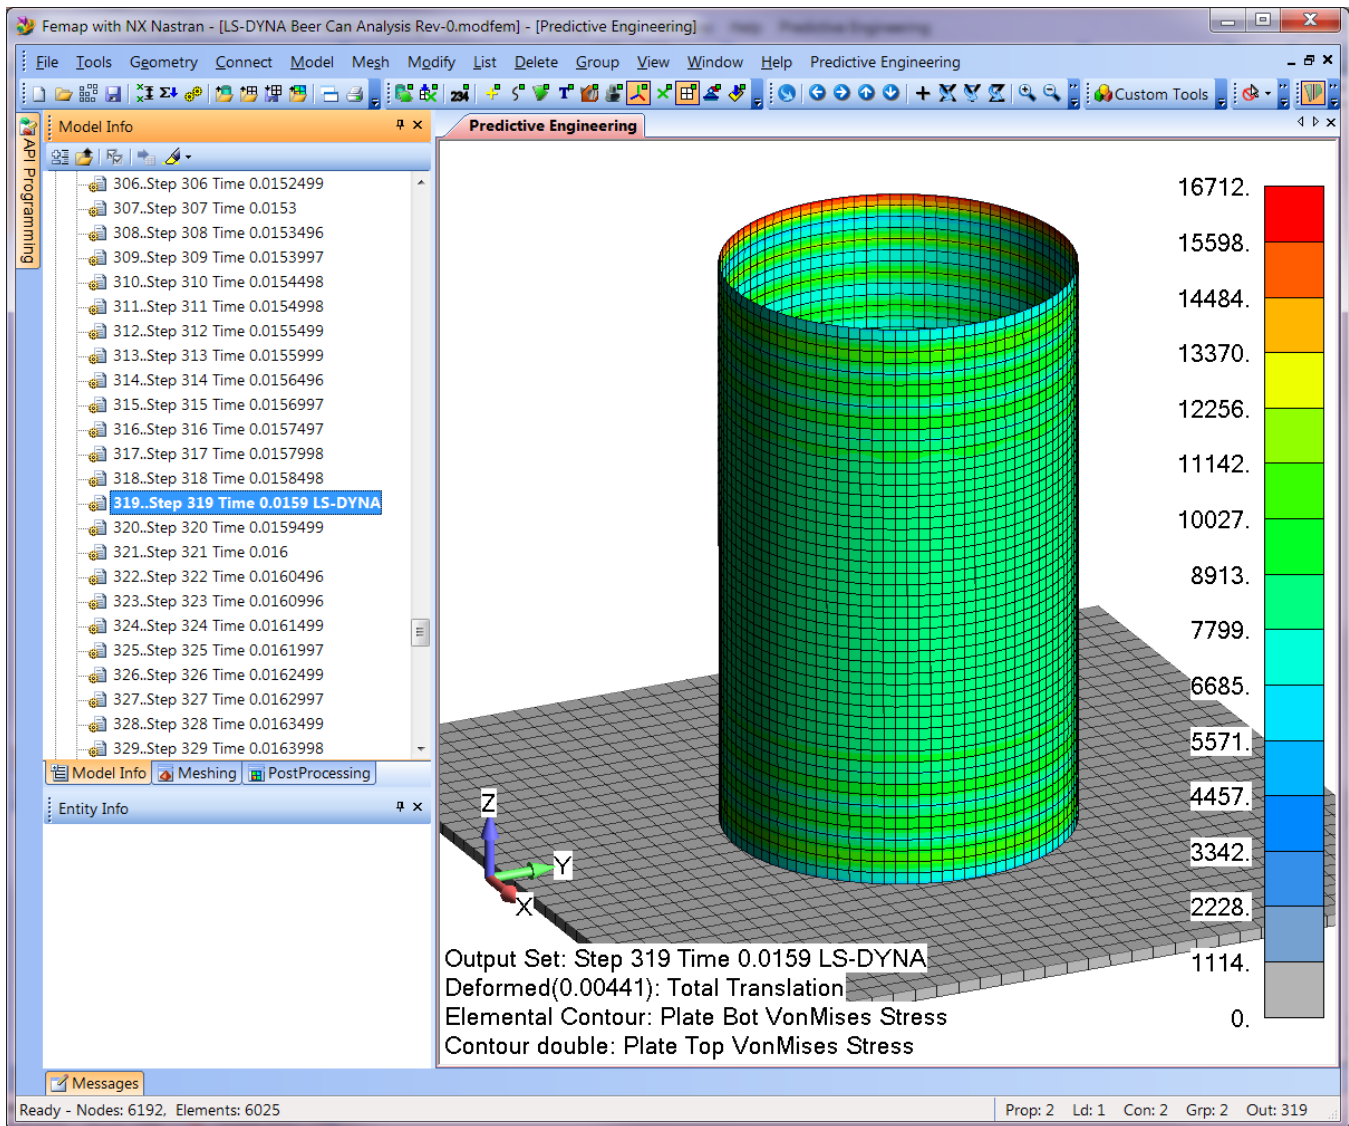 Femap with NX Nastran - [LS-DYNA Beer Can Analysis Rev-0.modfem] - [Predictive Engineering]
File Tools Geometry Connect Model Mesh Modify List Delete Group View Window Help Predictive Engineering
Custom Tools
API Programming
Model Info
306..Step 306 Time 0.0152499
307..Step 307 Time 0.0153
308..Step 308 Time 0.0153496
309..Step 309 Time 0.0153997
310..Step 310 Time 0.0154498
311..Step 311 Time 0.0154998
312..Step 312 Time 0.0155499
313..Step 313 Time 0.0155999
314..Step 314 Time 0.0156496
315..Step 315 Time 0.0156997
316..Step 316 Time 0.0157497
317..Step 317 Time 0.0157998
318..Step 318 Time 0.0158498
319..Step 319 Time 0.0159 LS-DYNA
320..Step 320 Time 0.0159499
321..Step 321 Time 0.016
322..Step 322 Time 0.0160496
323..Step 323 Time 0.0160996
324..Step 324 Time 0.0161499
325..Step 325 Time 0.0161997
326..Step 326 Time 0.0162499
327..Step 327 Time 0.0162997
328..Step 328 Time 0.0163499
329..Step 329 Time 0.0163998
Model Info Meshing PostProcessing
Entity Info
Predictive Engineering
16712.
15598.
14484.
13370.
12256.
11142.
10027.
8913.
7799.
6685.
5571.
4457.
3342.
2228.
1114.
0.
Z
Y
X
Output Set: Step 319 Time 0.0159 LS-DYNA
Deformed(0.00441): Total Translation
Elemental Contour: Plate Bot VonMises Stress
Contour double: Plate Top VonMises Stress
Messages
Ready - Nodes: 6192, Elements: 6025
Prop: 2 Ld: 1 Con: 2 Grp: 2 Out: 319